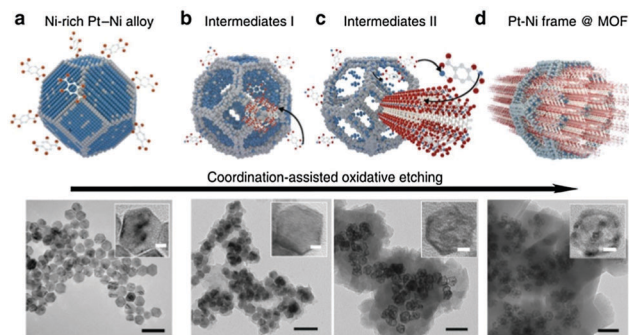 a
Ni-rich Pt–Ni alloy
b
Intermediates I
c
Intermediates II
d
Pt-Ni frame @ MOF
Coordination-assisted oxidative etching